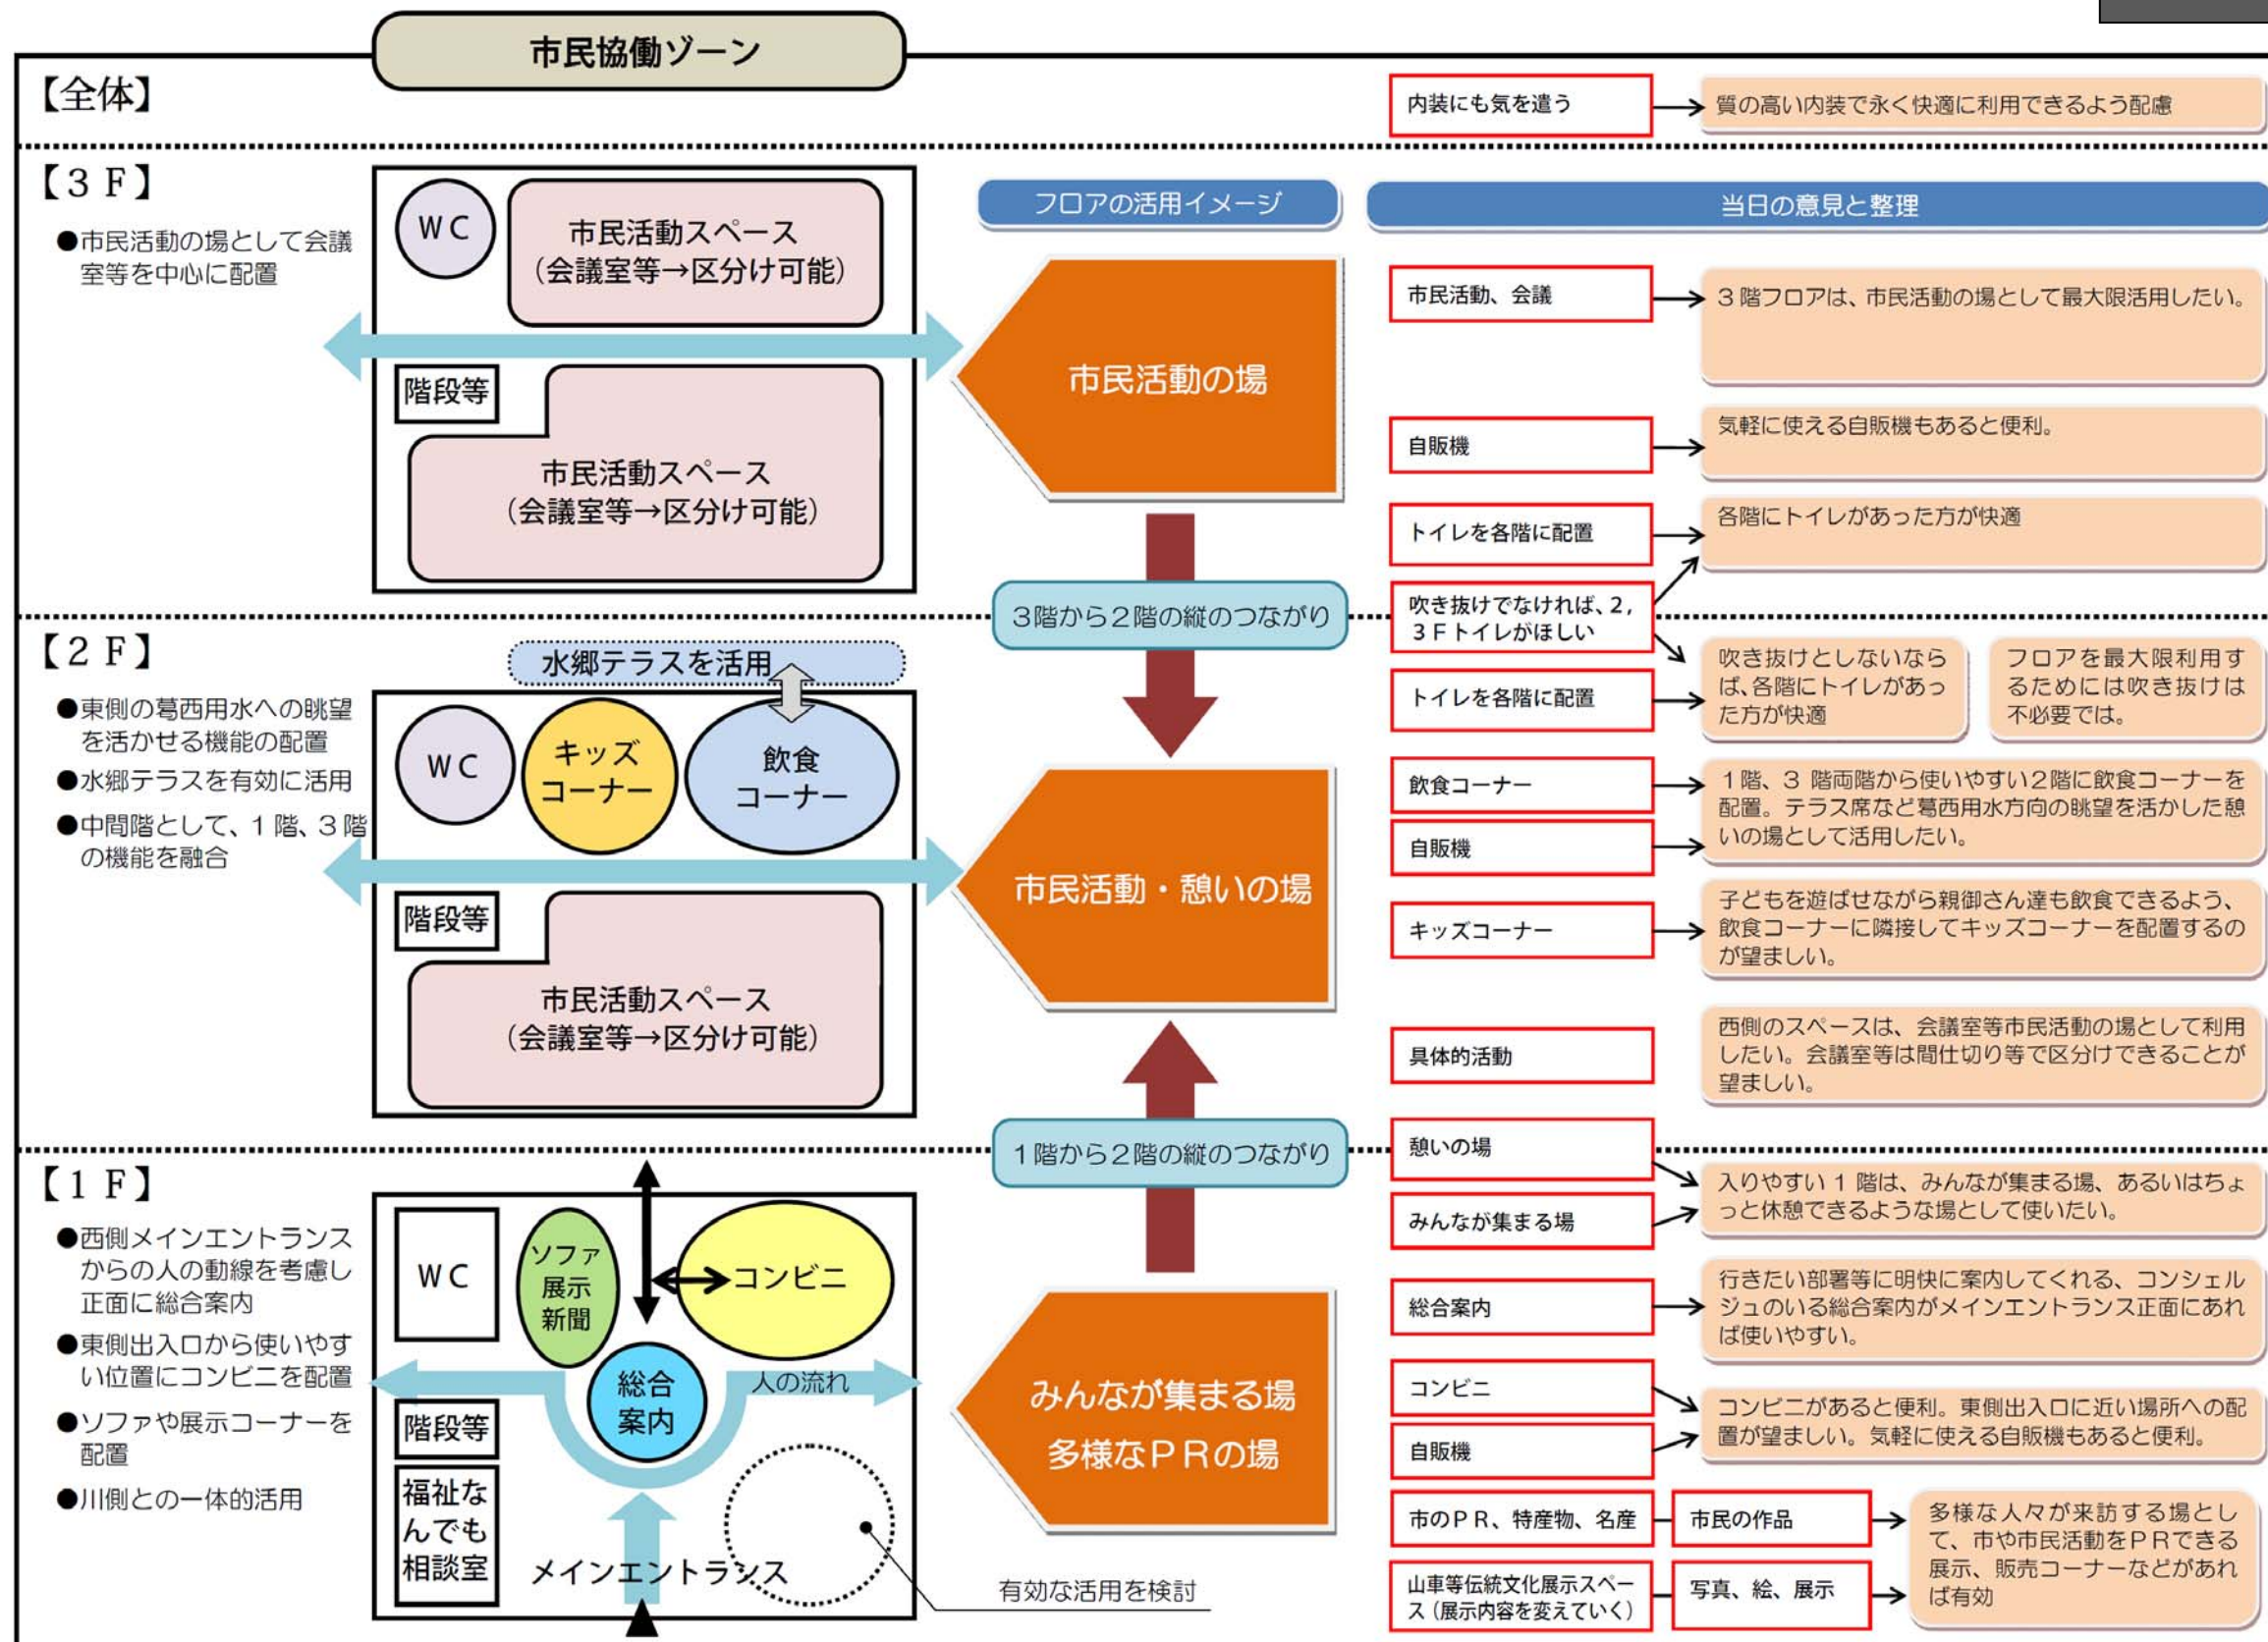 市民協働ゾーン
【全体】
内装にも気を遣う
質の高い内装で永く快適に利用できるよう配慮
【3 F】
●市民活動の場として会議
室等を中心に配置
WC
市民活動スペース
(会議室等→区分け可能)
階段等
市民活動スペース
(会議室等→区分け可能)
フロアの活用イメージ
市民活動の場
当日の意見と整理
市民活動、会議
3階フロアは、市民活動の場として最大限活用したい。
自販機
気軽に使える自販機もあると便利。
トイレを各階に配置
各階にトイレがあった方が快適
3階から2階の縦のつながり
吹き抜けでなければ、2,
3Fトイレがほしい
【2 F】
●東側の葛西用水への眺望
を活かせる機能の配置
●水郷テラスを有効に活用
●中間階として、1階、3階
の機能を融合
水郷テラスを活用
WC
キッズ
コーナー
飲食
コーナー
階段等
市民活動スペース
(会議室等→区分け可能)
市民活動・憩いの場
トイレを各階に配置
吹き抜けとしないなら
ば、各階にトイレがあっ
た方が快適
フロアを最大限利用す
るためには吹き抜けは
不必要では。
飲食コーナー
自販機
1階、3 階両階から使いやすい2階に飲食コーナーを
配置。テラス席など葛西用水方向の眺望を活かした憩
いの場として活用したい。
キッズコーナー
子どもを遊ばせながら親御さん達も飲食できるよう、
飲食コーナーに隣接してキッズコーナーを配置するの
が望ましい。
具体的活動
西側のスペースは、会議室等市民活動の場として利用
したい。会議室等は間仕切り等で区分けできることが
望ましい。
1階から2階の縦のつながり
【1 F】
●西側メインエントランス
からの人の動線を考慮し
正面に総合案内
●東側出入口から使いやす
い位置にコンビニを配置
●ソファや展示コーナーを
配置
●川側との一体的活用
WC
ソファ
展示
新聞
コンビニ
総合
案内
人の流れ
階段等
福祉な
んでも
相談室
メインエントランス
有効な活用を検討
みんなが集まる場
多様なPRの場
憩いの場
みんなが集まる場
入りやすい 1 階は、みんなが集まる場、あるいはちょ
っと休憩できるような場として使いたい。
総合案内
行きたい部署等に明快に案内してくれる、コンシェル
ジュのいる総合案内がメインエントランス正面にあれ
ば使いやすい。
コンビニ
自販機
コンビニがあると便利。東側出入口に近い場所への配
置が望ましい。気軽に使える自販機もあると便利。
市のPR、特産物、名産
市民の作品
山車等伝統文化展示スペー
ス(展示内容を変えていく)
写真、絵、展示
多様な人々が来訪する場とし
て、市や市民活動をPRできる
展示、販売コーナーなどがあれ
ば有効